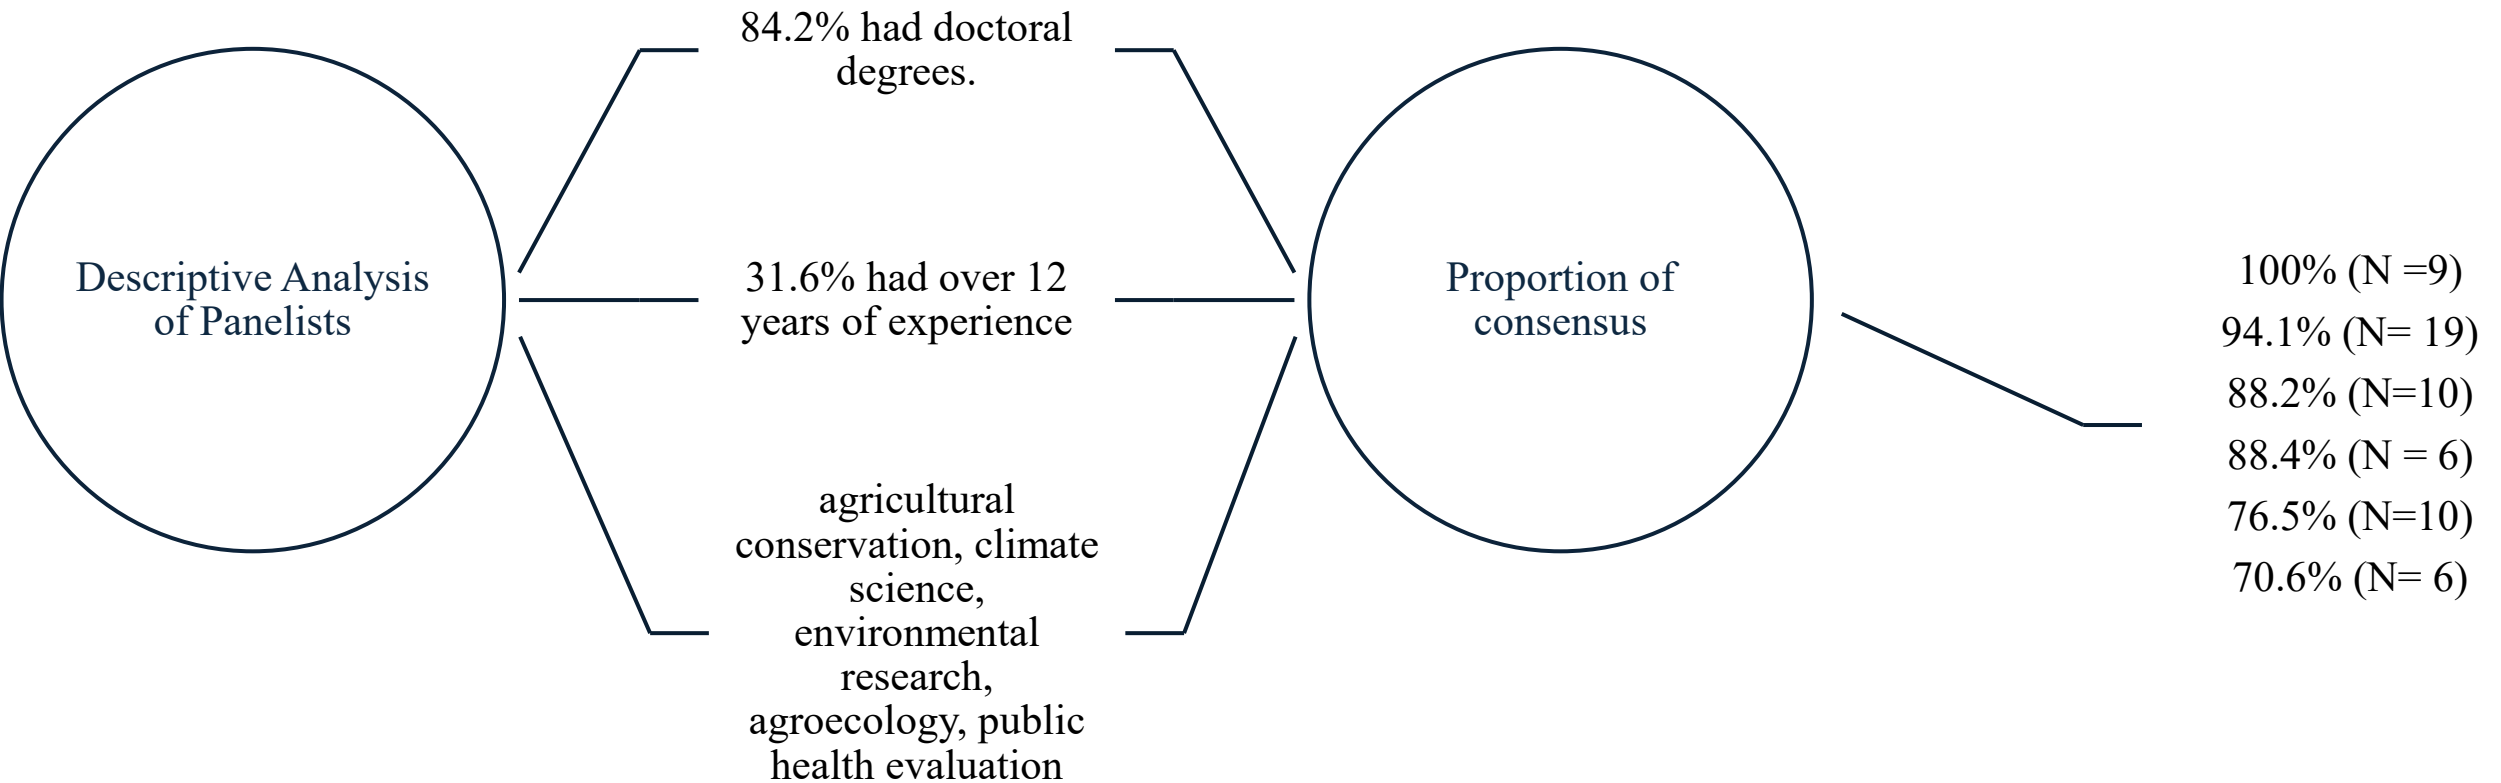 Descriptive Analysis
of Panelists
84.2% had doctoral
degrees.
31.6% had over 12
years of experience
agricultural
conservation, climate
science,
environmental
research,
agroecology, public
health evaluation
Proportion of
consensus
100% (N =9)
94.1% (N= 19)
88.2% (N=10)
88.4% (N = 6)
76.5% (N=10)
70.6% (N= 6)